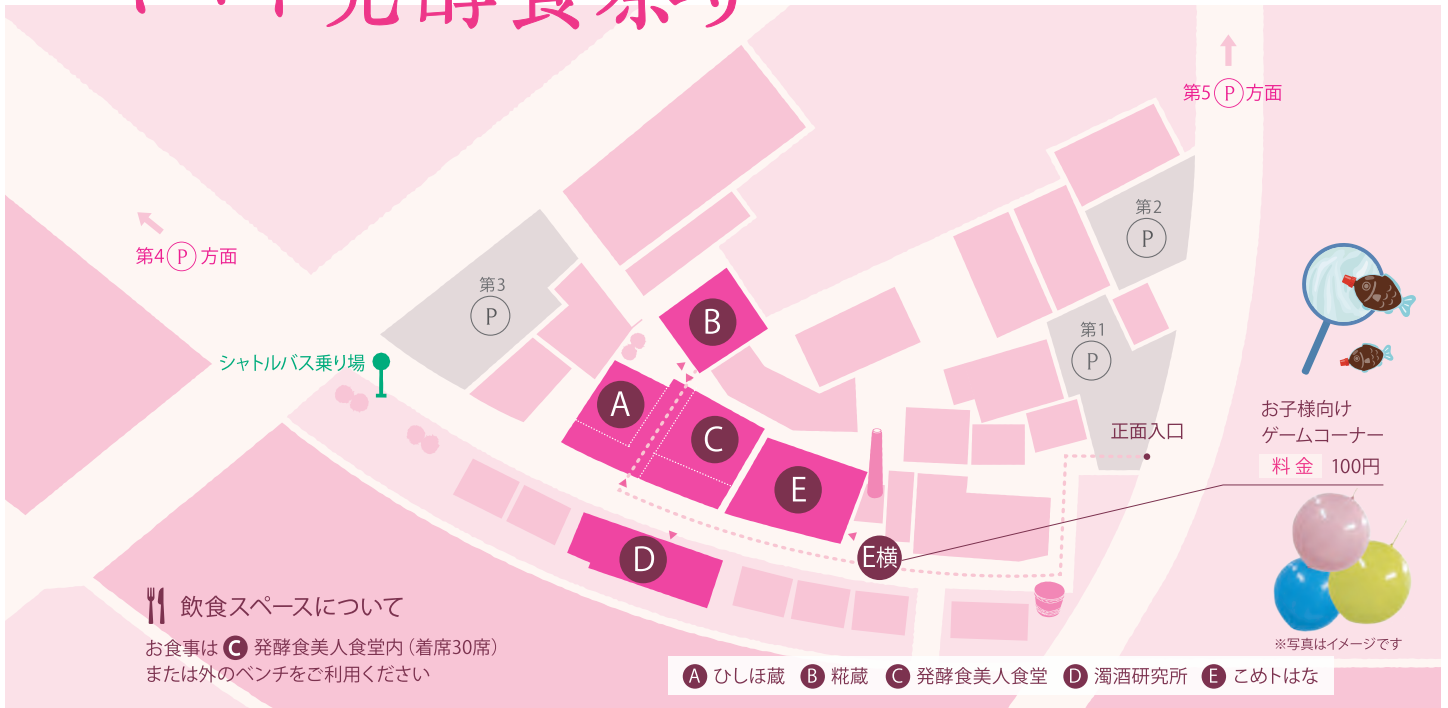 発酵食祭り
第5 P 方面
第4 P 方面
第2
P
第3
P
第1
P
シャトルバス乗り場
正面入口
A
B
C
D
E
E横
お子様向け
ゲームコーナー
料金 100円
※写真はイメージです
飲食スペースについて
お食事は C 発酵食美人食堂内（着席30席）
または外のベンチをご利用ください
A ひしほ蔵 B 糀蔵 C 発酵食美人食堂 D 濁酒研究所 E こめトはな